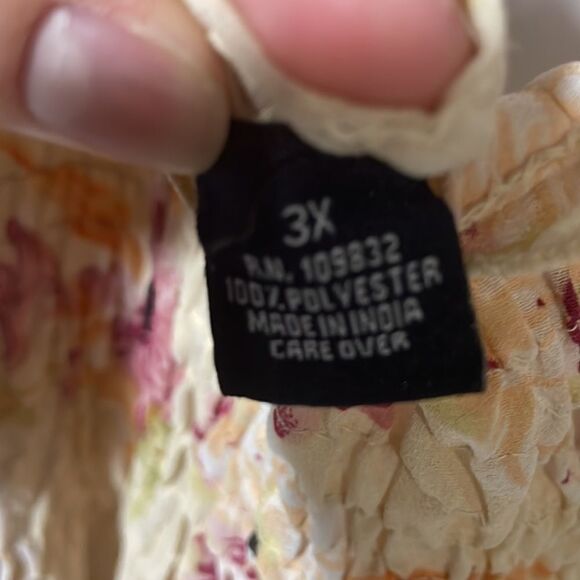 3X
R.N. 109832
100% POLYESTER
MADE IN INDIA
CARE OVER